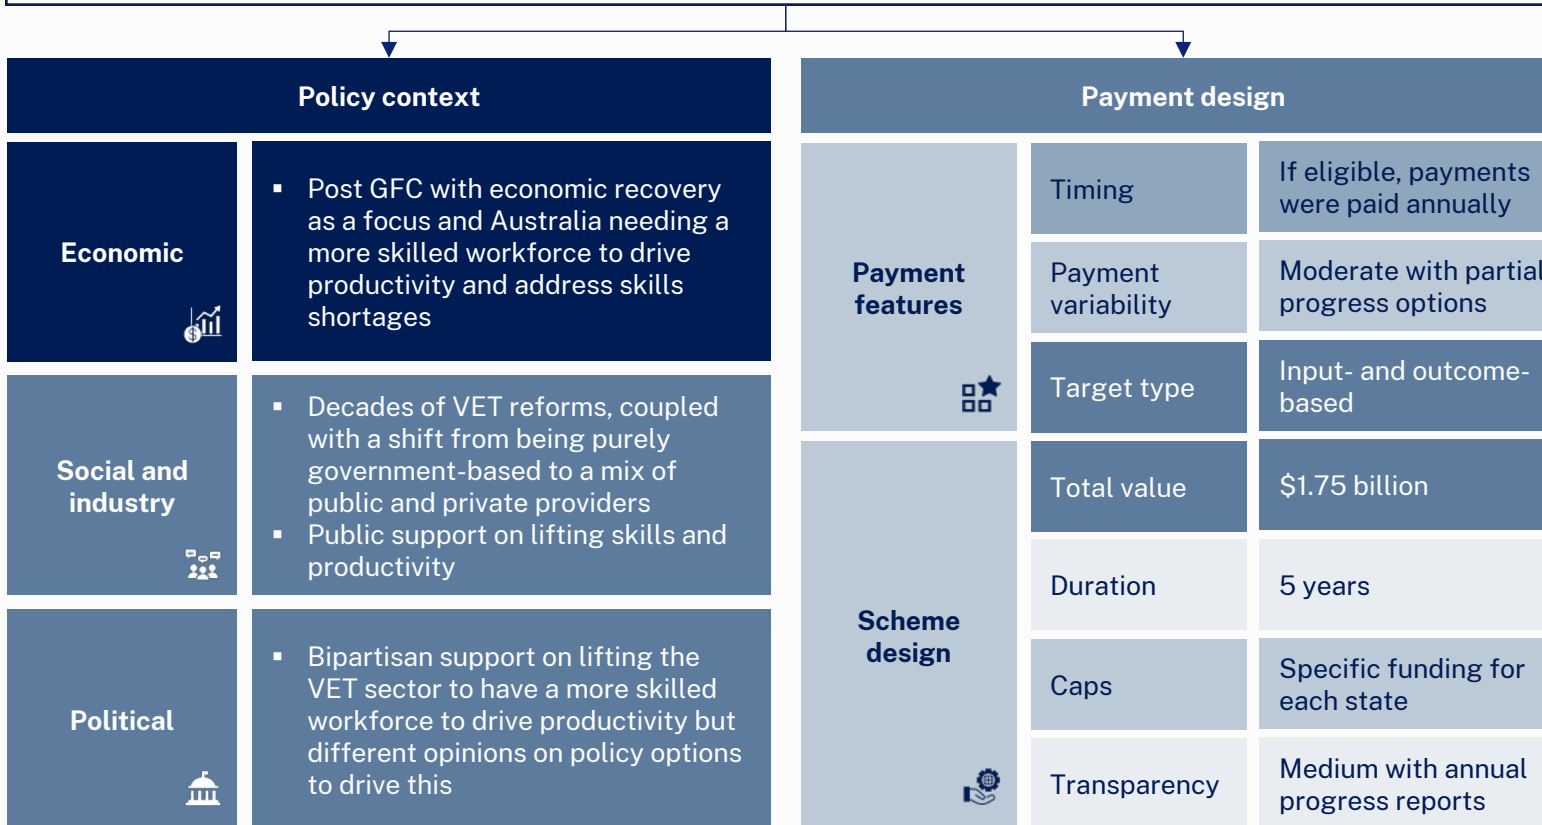 Policy context
Economic
▪ Post GFC with economic recovery
as a focus and Australia needing a
more skilled workforce to drive
productivity and address skills
shortages
Social and
industry
▪ Decades of VET reforms, coupled
with a shift from being purely
government-based to a mix of
public and private providers
▪ Public support on lifting skills and
productivity
Political
▪ Bipartisan support on lifting the
VET sector to have a more skilled
workforce to drive productivity but
different opinions on policy options
to drive this
Payment design
Payment
features
Timing
If eligible, payments
were paid annually
Payment
variability
Moderate with partial
progress options
Target type
Input- and outcome-
based
Scheme
design
Total value
$1.75 billion
Duration
5 years
Caps
Specific funding for
each state
Transparency
Medium with annual
progress reports